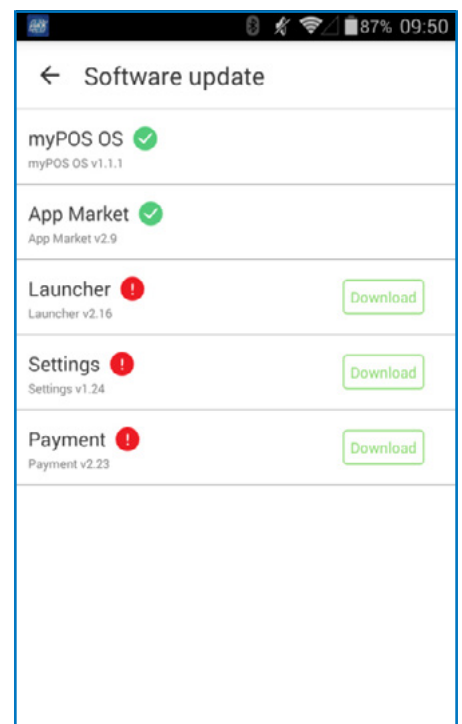 87% 09:50
Software update
myPOS OS
myPOS OS v1.1.1
App Market
App Market v2.9
Launcher
Launcher v2.16
Download
Settings
Settings v1.24
Download
Payment
Payment v2.23
Download